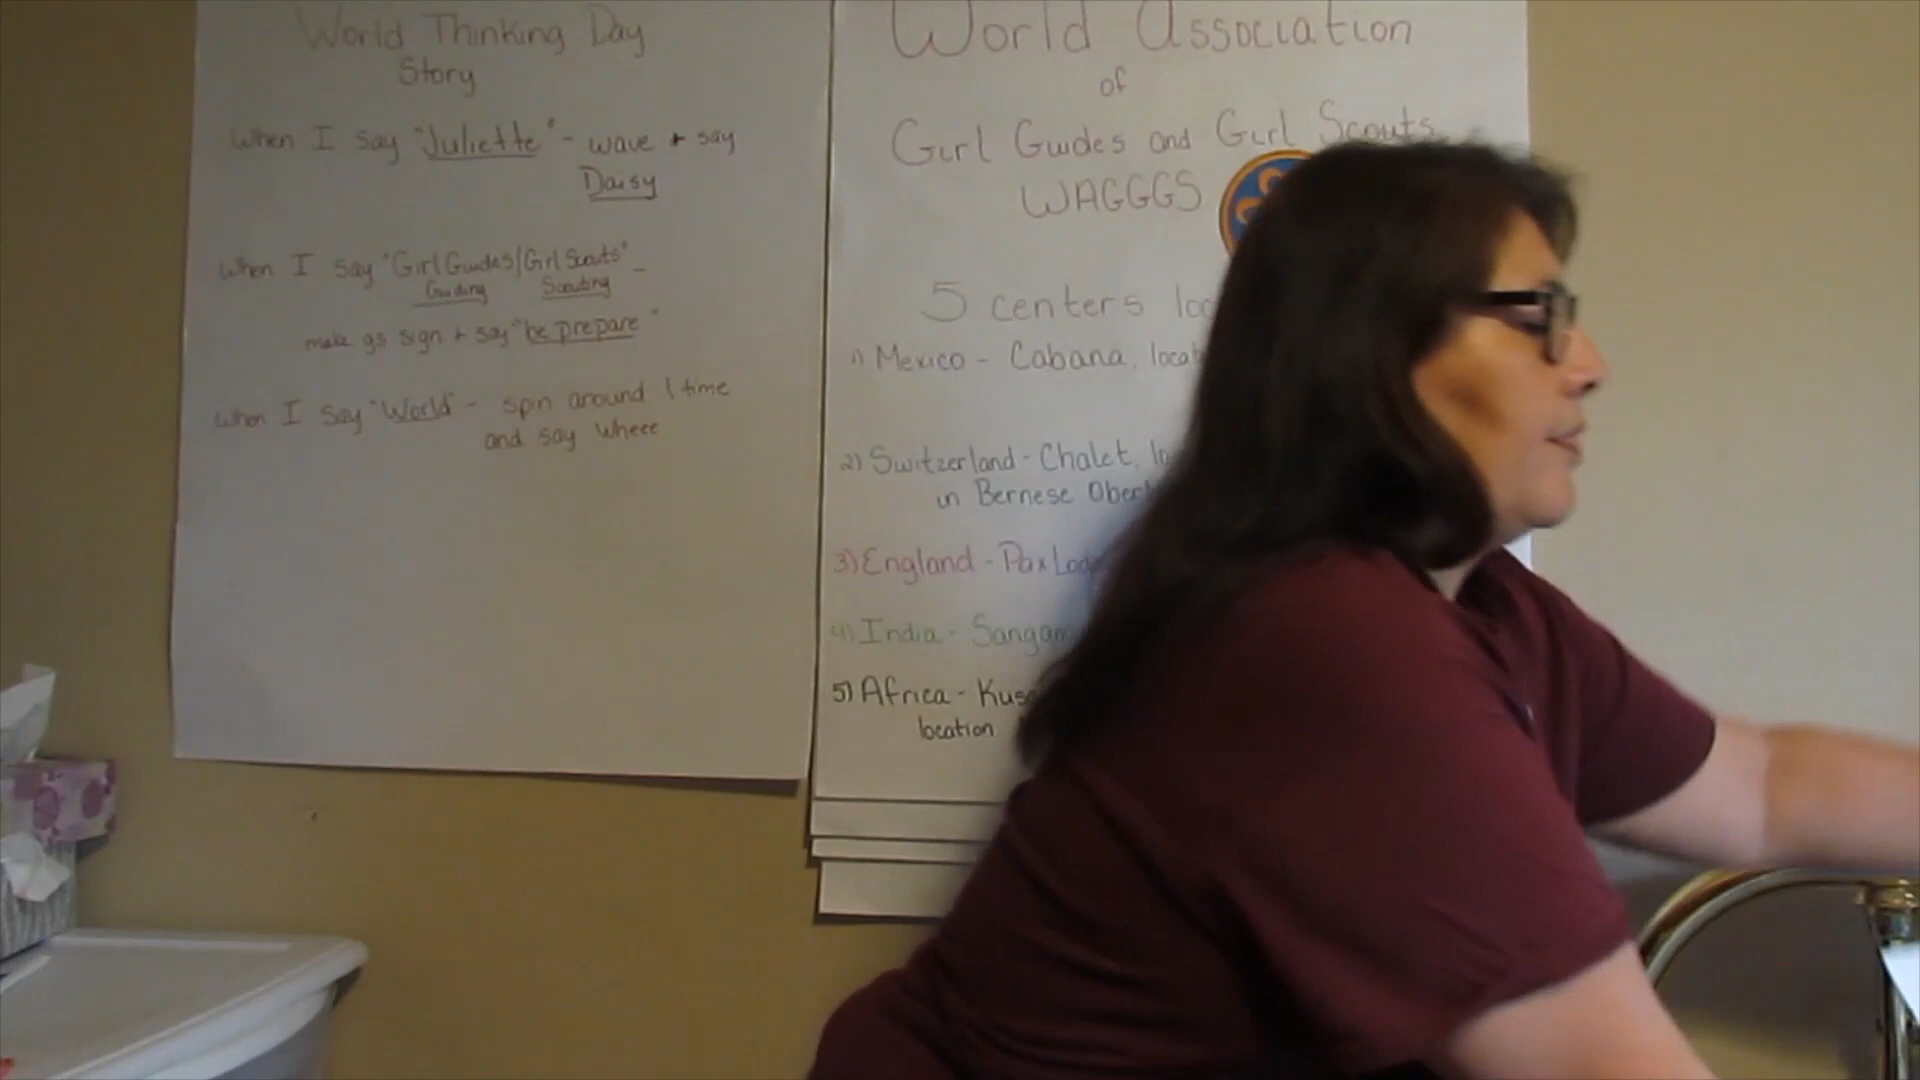 World Thinking Day
Story
When I say "Juliette" - wave + say
Daisy
When I say "Girl Guides/Girl Scouts" -
Guiding Scouting
make gs sign + say "be prepare"
When I say "World" - spin around 1 time
and say wheee
World Association
of
Girl Guides and Girl Scouts
WAGGGS
5 centers
1) Mexico - Cabana,
2) Switzerland - Chalet,
in Bernese
3) England - Pax
4) India - Sangam
5) Africa -
location